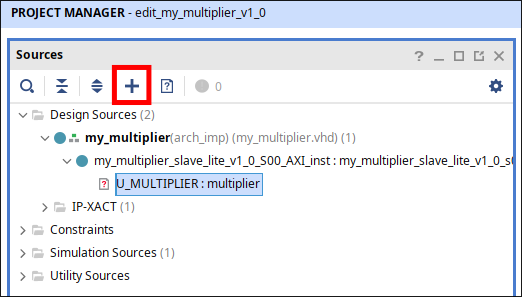 PROJECT MANAGER - edit_my_multiplier_v1_0
Sources
0
Design Sources (2)
my_multiplier(arch_imp) (my_multiplier.vhd) (1)
my_multiplier_slave_lite_v1_0_S00_AXI_inst : my_multiplier_slave_lite_v1_0_s0
U_MULTIPLIER : multiplier
IP-XACT (1)
Constraints
Simulation Sources (1)
Utility Sources